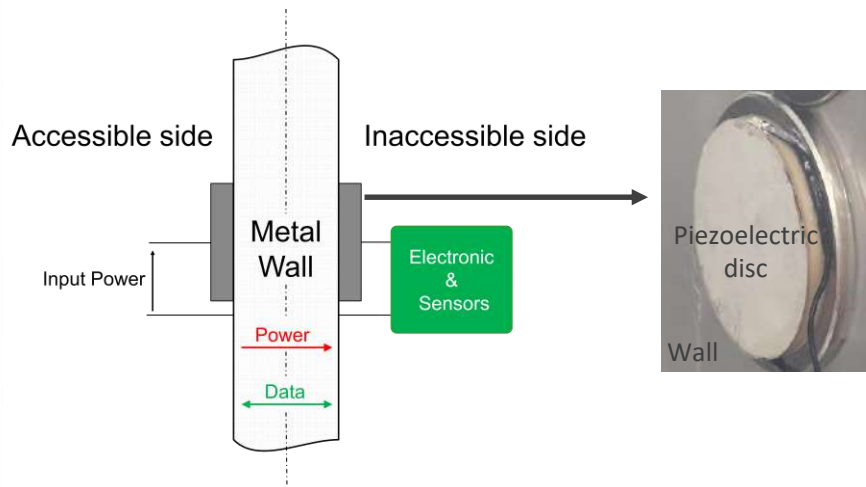 Accessible side
Inaccessible side
Metal
Wall
Input Power
Electronic
&
Sensors
Power
Data
Piezoelectric
disc
Wall